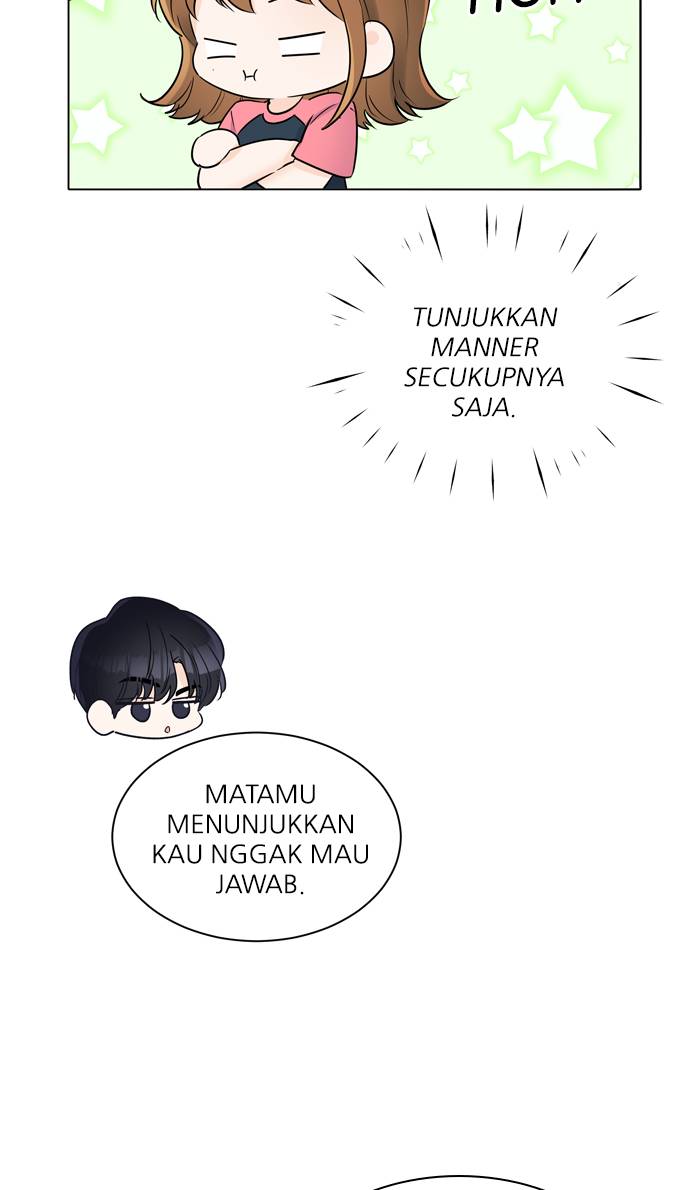 TUNJUKKAN
MANNER
SECUKUPNYA
SAJA.
MATAMU
MENUNJUKKAN
KAU NGGAK MAU
JAWAB.